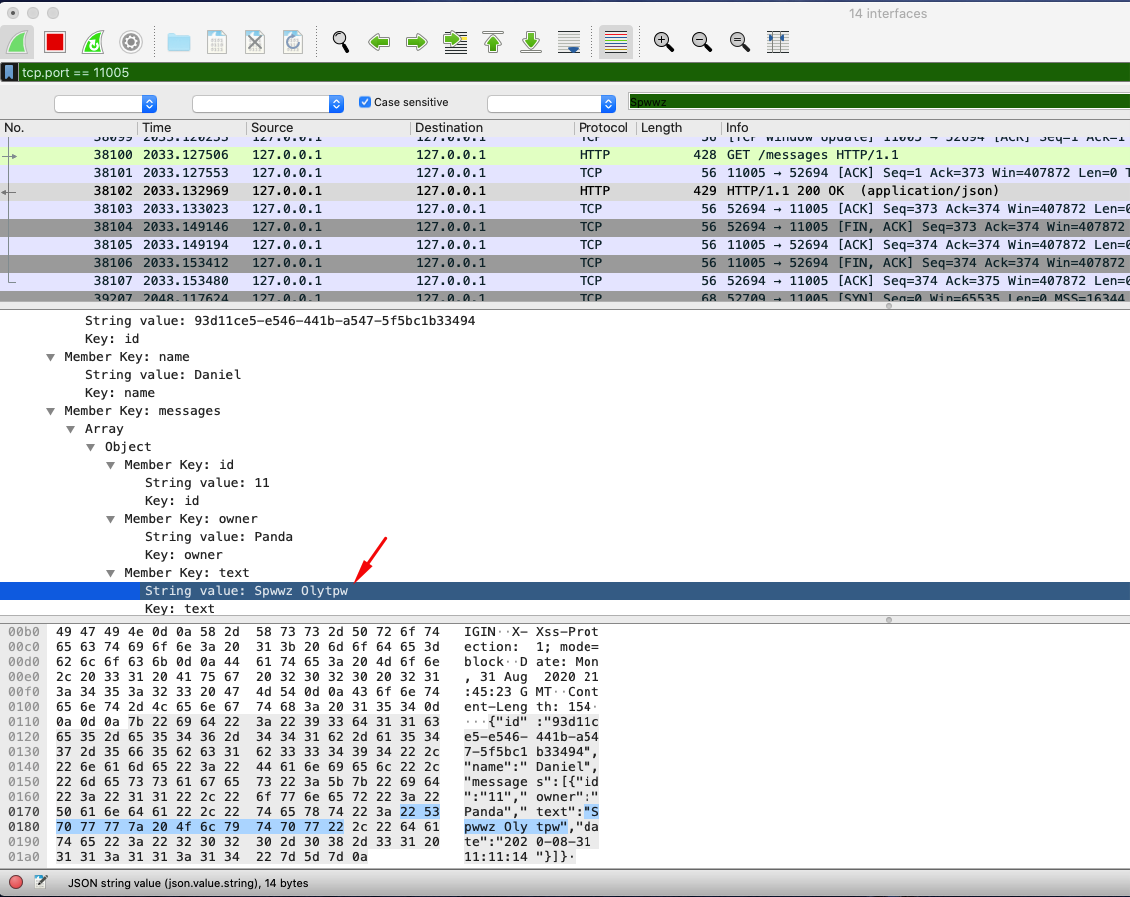 14 interfaces
tcp.port == 11005
Case sensitive
Spwwz
No. Time Source Destination Protocol Length Info
38099 2033.120253 127.0.0.1 127.0.0.1 TCP 56 [TCP Window Update] 11005 → 52694 [ACK] Seq=1 Ack=1
38100 2033.127506 127.0.0.1 127.0.0.1 HTTP 428 GET /messages HTTP/1.1
38101 2033.127553 127.0.0.1 127.0.0.1 TCP 56 11005 → 52694 [ACK] Seq=1 Ack=373 Win=407872 Len=0 T
38102 2033.132969 127.0.0.1 127.0.0.1 HTTP 429 HTTP/1.1 200 OK (application/json)
38103 2033.133023 127.0.0.1 127.0.0.1 TCP 56 52694 → 11005 [ACK] Seq=373 Ack=374 Win=407872 Len=0
38104 2033.149146 127.0.0.1 127.0.0.1 TCP 56 52694 → 11005 [FIN, ACK] Seq=373 Ack=374 Win=407872
38105 2033.149194 127.0.0.1 127.0.0.1 TCP 56 11005 → 52694 [ACK] Seq=374 Ack=374 Win=407872 Len=0
38106 2033.153412 127.0.0.1 127.0.0.1 TCP 56 11005 → 52694 [FIN, ACK] Seq=374 Ack=374 Win=407872
38107 2033.153480 127.0.0.1 127.0.0.1 TCP 56 52694 → 11005 [ACK] Seq=374 Ack=375 Win=407872 Len=0
39207 2048.117624 127.0.0.1 127.0.0.1 TCP 68 52709 → 11005 [SYN] Seq=0 Win=65535 Len=0 MSS=16344
String value: 93d11ce5-e546-441b-a547-5f5bc1b33494
Key: id
Member Key: name
String value: Daniel
Key: name
Member Key: messages
Array
Object
Member Key: id
String value: 11
Key: id
Member Key: owner
String value: Panda
Key: owner
Member Key: text
String value: Spwwz Olytpw
Key: text
00b0 49 47 49 4e 0d 0a 58 2d 58 73 73 2d 50 72 6f 74 IGIN··X- Xss-Prot
00c0 65 63 74 69 6f 6e 3a 20 31 3b 20 6d 6f 64 65 3d ection: 1; mode=
00d0 62 6c 6f 63 6b 0d 0a 44 61 74 65 3a 20 4d 6f 6e block··D ate: Mon
00e0 2c 20 33 31 20 41 75 67 20 32 30 32 30 20 32 31 , 31 Aug 2020 21
00f0 3a 34 35 3a 32 33 20 47 4d 54 0d 0a 43 6f 6e 74 :45:23 G MT··Cont
0100 65 6e 74 2d 4c 65 6e 67 74 68 3a 20 31 35 34 0d ent-Leng th: 154·
0110 0a 0d 0a 7b 22 69 64 22 3a 22 39 33 64 31 31 63 ···{"id" :"93d11c
0120 65 35 2d 65 35 34 36 2d 34 34 31 62 2d 61 35 34 e5-e546- 441b-a54
0130 37 2d 35 66 35 62 63 31 62 33 33 34 39 34 22 2c 7-5f5bc1 b33494",
0140 22 6e 61 6d 65 22 3a 22 44 61 6e 69 65 6c 22 2c "name":" Daniel",
0150 22 6d 65 73 73 61 67 65 73 22 3a 5b 7b 22 69 64 "message s":[{"id
0160 22 3a 22 31 31 22 2c 22 6f 77 6e 65 72 22 3a 22 ":"11"," owner":"
0170 50 61 6e 64 61 22 2c 22 74 65 78 74 22 3a 22 53 Panda"," text":"S
0180 70 77 77 7a 20 4f 6c 79 74 70 77 22 2c 22 64 61 pwwz Oly tpw","da
0190 74 65 22 3a 22 32 30 32 30 2d 30 38 2d 33 31 20 te":"202 0-08-31
01a0 31 31 3a 31 31 3a 31 34 22 7d 5d 7d 0a 11:11:14 "}]}·
JSON string value (json.value.string), 14 bytes